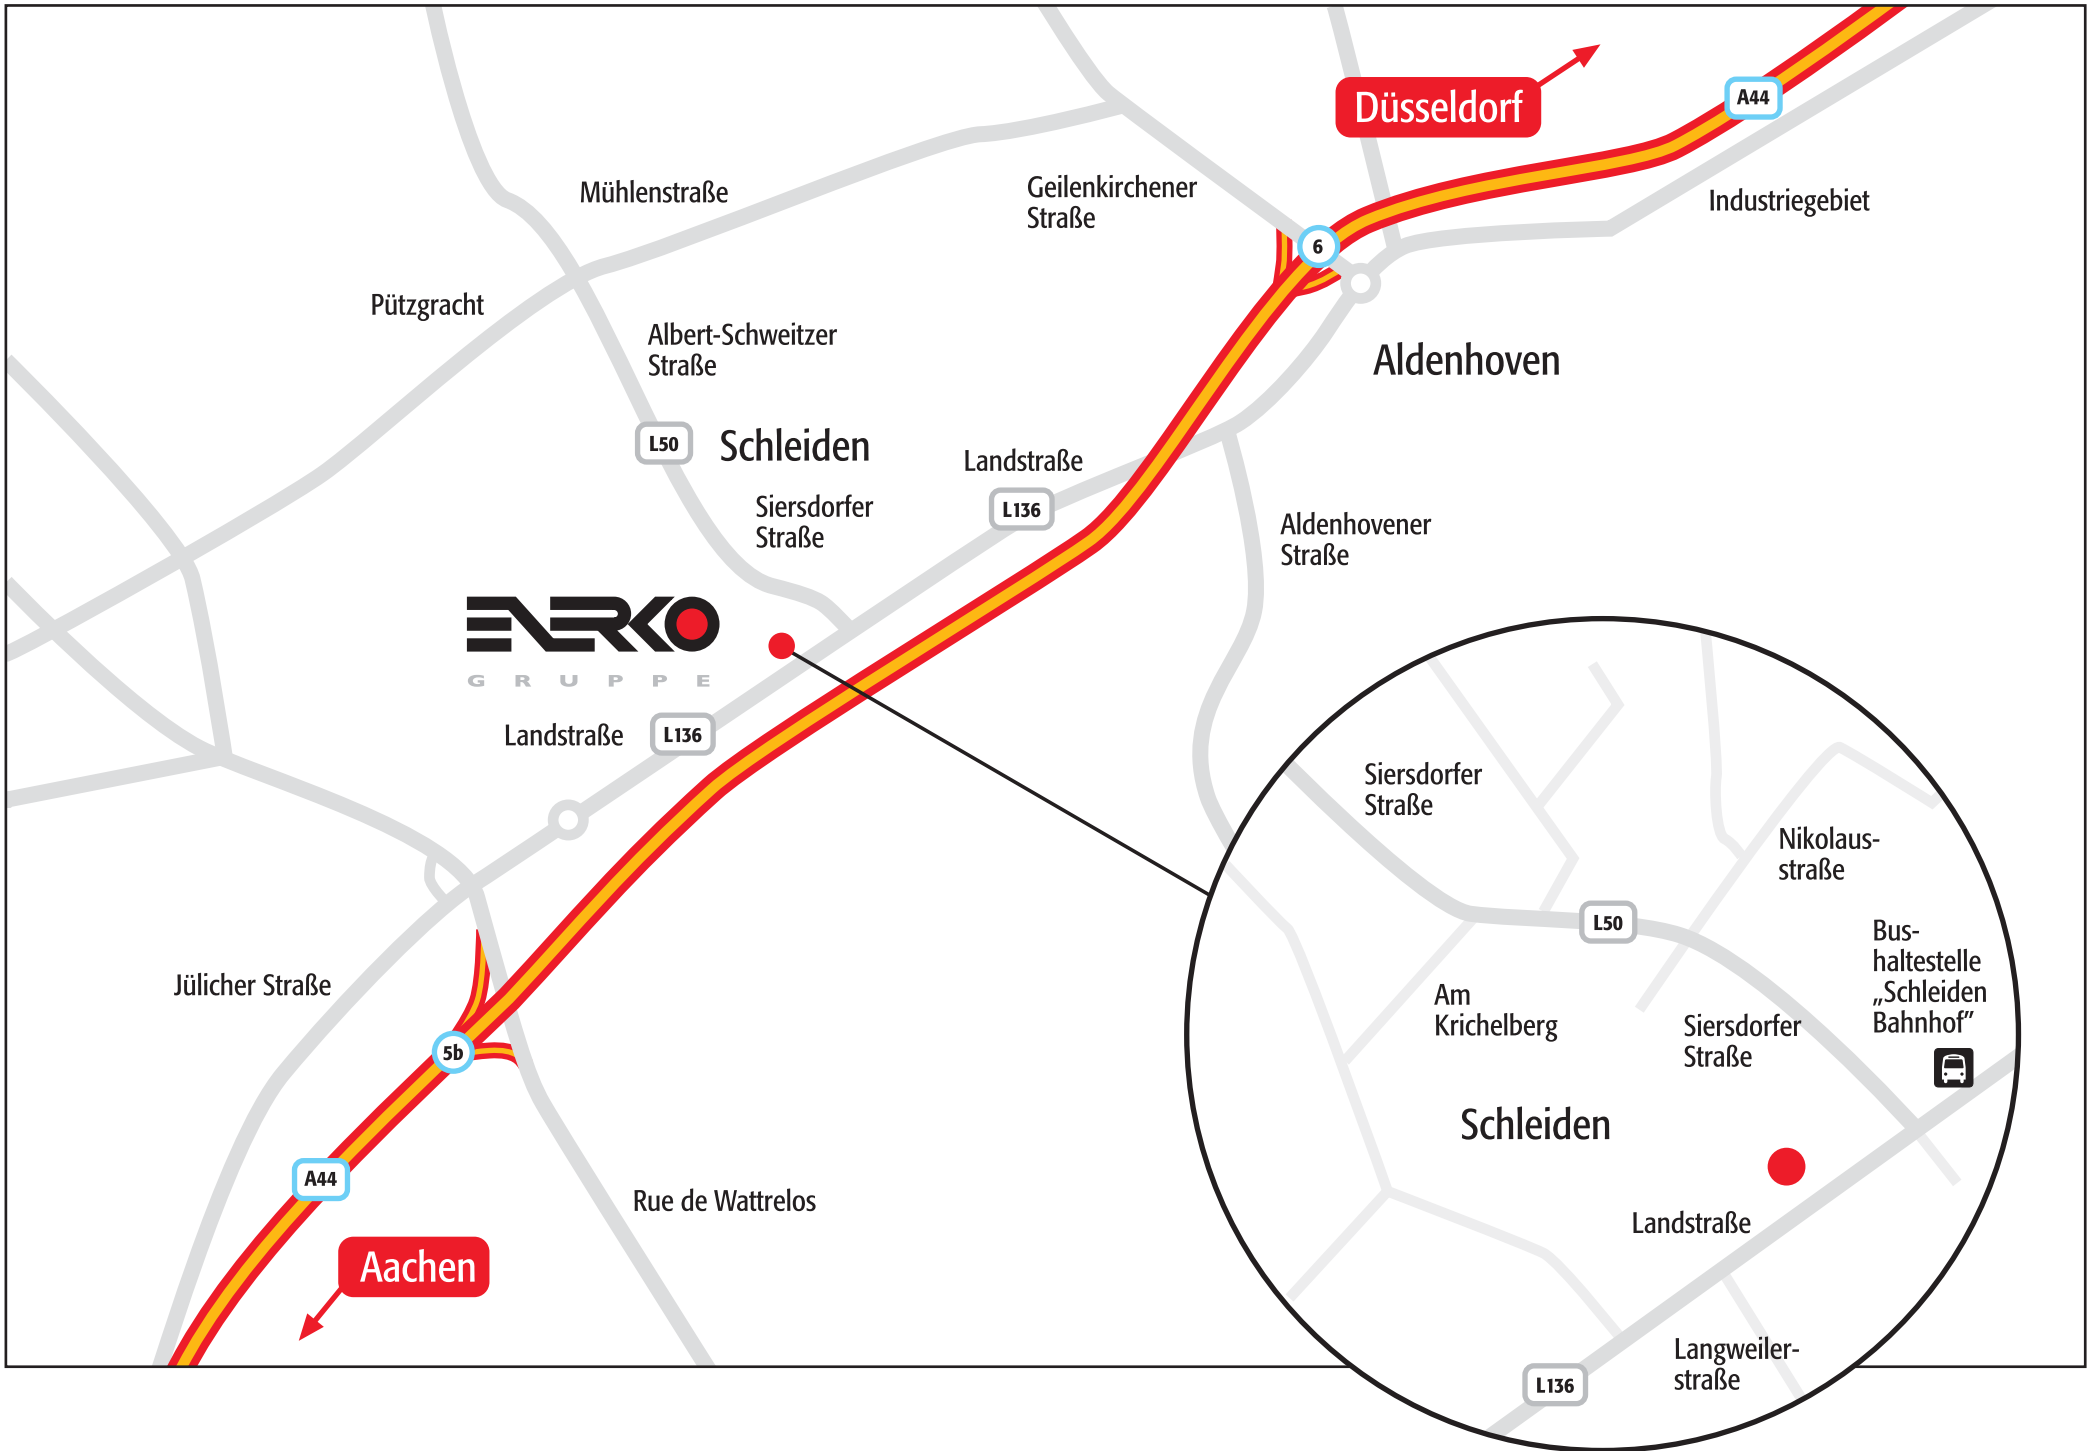 Düsseldorf
A44
Mühlenstraße
Geilenkirchener
Straße
Industriegebiet
6
Pützgracht
Albert-Schweitzer
Straße
Aldenhoven
L50
Schleiden
Landstraße
Siersdorfer
Straße
L136
Aldenhovener
Straße
ENERKO
GRUPPE
Landstraße
L136
Siersdorfer
Straße
Nikolaus-
straße
L50
Bus-
haltestelle
„Schleiden
Bahnhof”
Am
Krichelberg
Siersdorfer
Straße
Jülicher Straße
5b
Schleiden
A44
Rue de Wattrelos
Landstraße
Aachen
Langweiler-
straße
L136